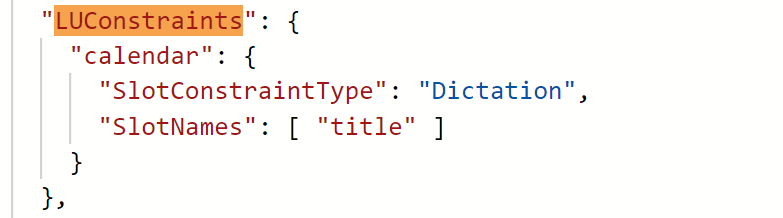 "LUConstraints": {
"calendar": {
"SlotConstraintType": "Dictation",
"SlotNames": [ "title" ]
}
},